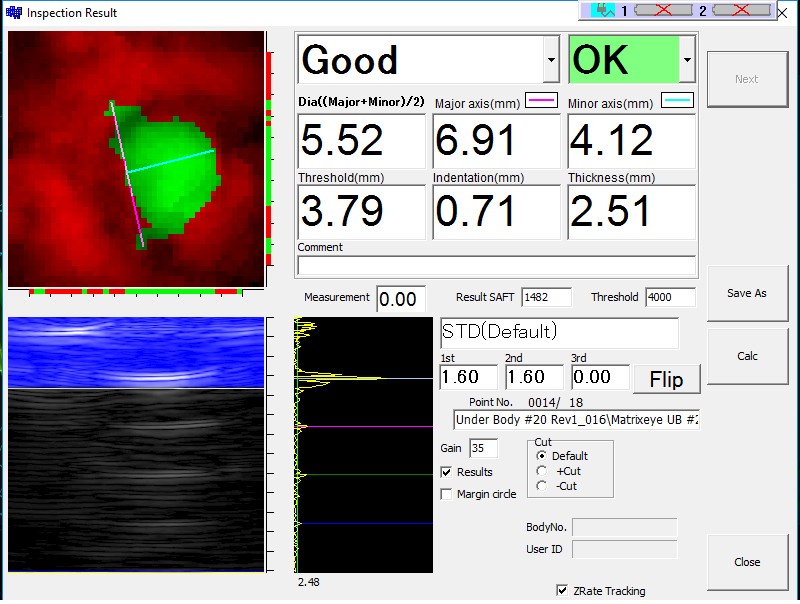 Inspection Result
1 2
Good OK
Next
Dia((Major+Minor)/2) Major axis(mm) Minor axis(mm)
5.52 6.91 4.12
Threshold(mm) Indentation(mm) Thickness(mm)
3.79 0.71 2.51
Comment
Measurement 0.00 Result SAFT 1482 Threshold 4000
Save As
STD(Default)
Calc
1st 2nd 3rd
1.60 1.60 0.00 Flip
Point No. 0014/ 18
Under Body #20 Rev1_016\Matrixeye UB #2
Gain 35
Cut
Default
+Cut
-Cut
Results
Margin circle
BodyNo.
User ID
Close
2.48
ZRate Tracking